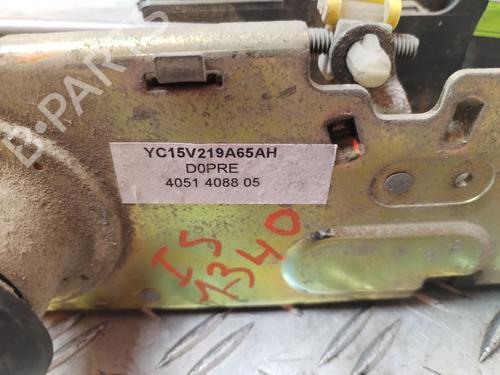 B-PARTS
YC15V219A65AH
D0PRE
4051 4088 05
IS
1340